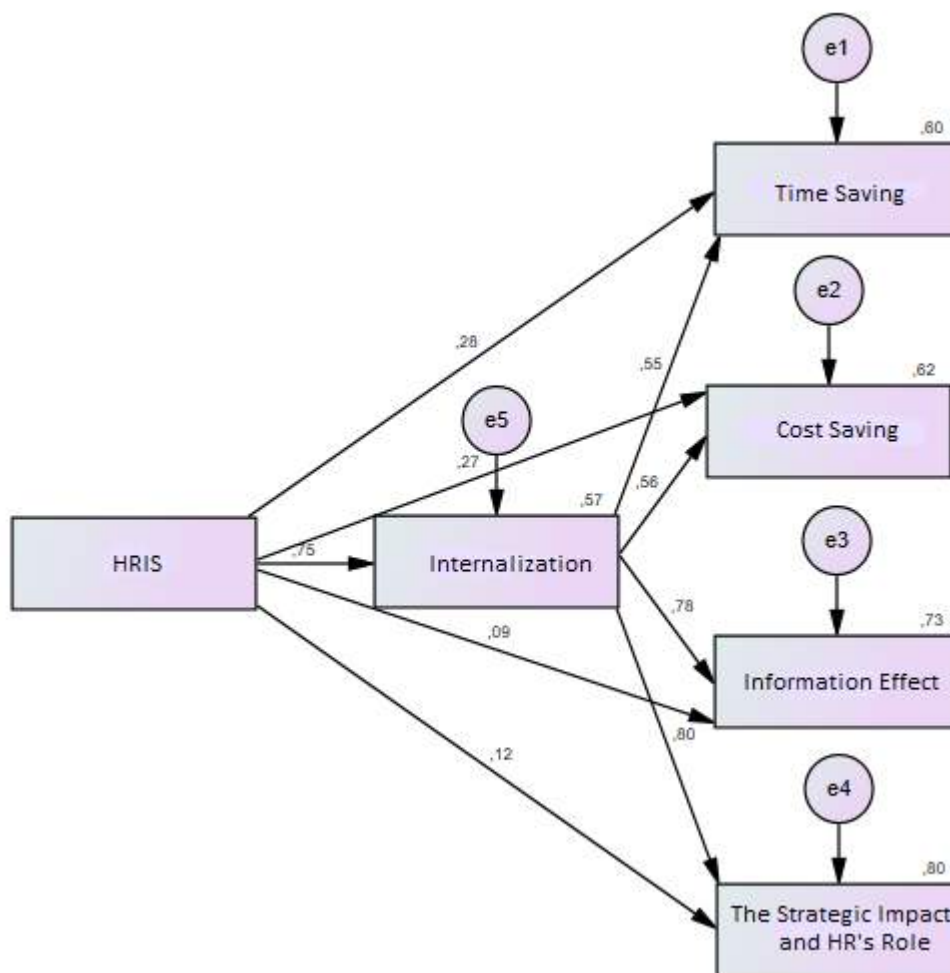 e1
,60
Time Saving
e2
,28
,55
,62
Cost Saving
e5
,27
,56
,57
HRIS
,75
Internalization
e3
,78
,09
,73
Information Effect
,80
,12
e4
,80
The Strategic Impact
and HR's Role